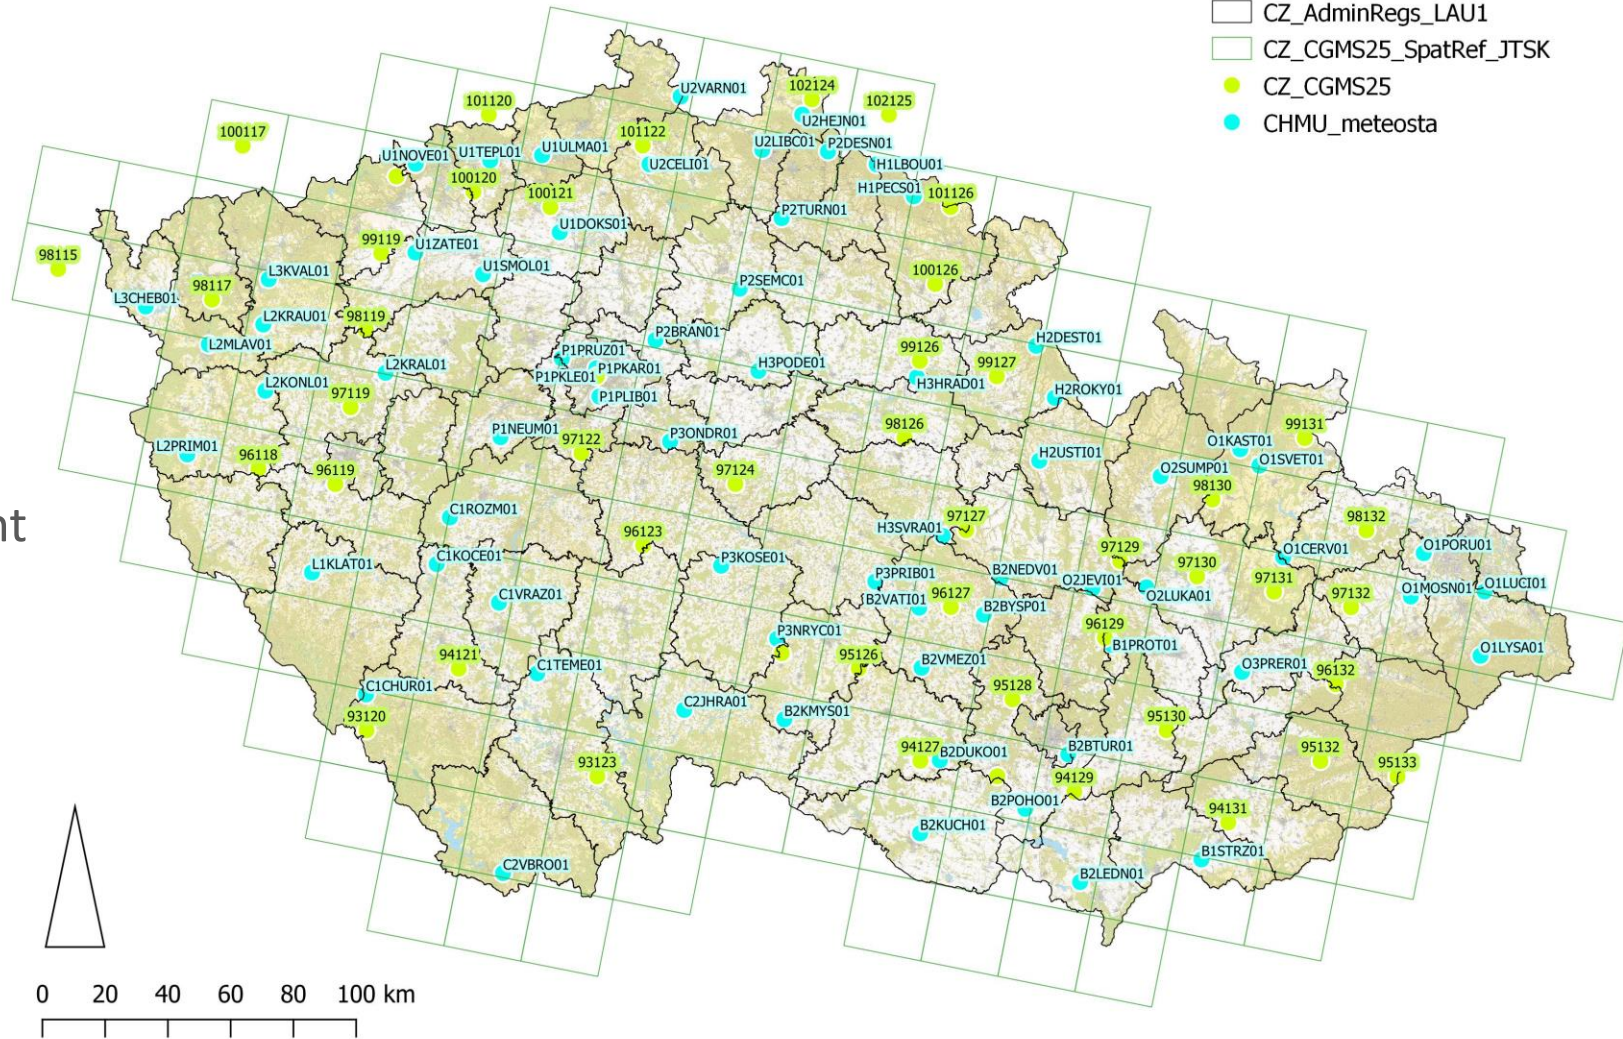 CZ_AdminRegs_LAU1
CZ_CGMS25_SpatRef_JTSK
CZ_CGMS25
CHMU_meteosta
U2VARN01
102124
101120
102125
U2HEJN01
100117
101122
U1NOVE01
U1TEPL01
U1ULMA01
U2LIBC01
P2DESN01
U2CELI01
H1LBOU01
100120
H1PECS01
101126
100121
P2TURN01
U1DOKS01
99119
U1ZATE01
98115
U1SMOL01
L3KVAL01
100126
98117
P2SEMC01
L3CHEB01
L2KRAU01
98119
P2BRAN01
H2DEST01
L2MLAV01
P1PRUZ01
99126
L2KRAL01
H3PODE01
99127
P1PKAR01
P1PKLE01
L2KONL01
H3HRAD01
H2ROKY01
97119
P1PLIB01
98126
99131
P1NEUM01
P3ONDR01
L2PRIM01
97122
O1KAST01
H2USTI01
96118
O1SVET01
96119
97124
O2SUMP01
98130
nt
C1ROZM01
97127
98132
96123
H3SVRA01
C1KOCE01
P3KOSE01
97129
O1CERV01
O1PORU01
L1KLAT01
97130
P3PRIB01
B2NEDV01
97131
O2JEVI01
O1LUCI01
O1MOSN01
C1VRAZ01
B2VATI01
96127
O2LUKA01
97132
B2BYSP01
96129
P3NRYC01
B1PROT01
O1LYSA01
94121
95126
B2VMEZ01
C1TEME01
O3PRER01
96132
C1CHUR01
95128
C2JHRA01
93120
B2KMYS01
95130
93123
94127
B2DUKO01
B2BTUR01
95132
95133
94129
B2POHO01
94131
B2KUCH01
B1STRZ01
C2VBRO01
B2LEDN01
0 20 40 60 80 100 km